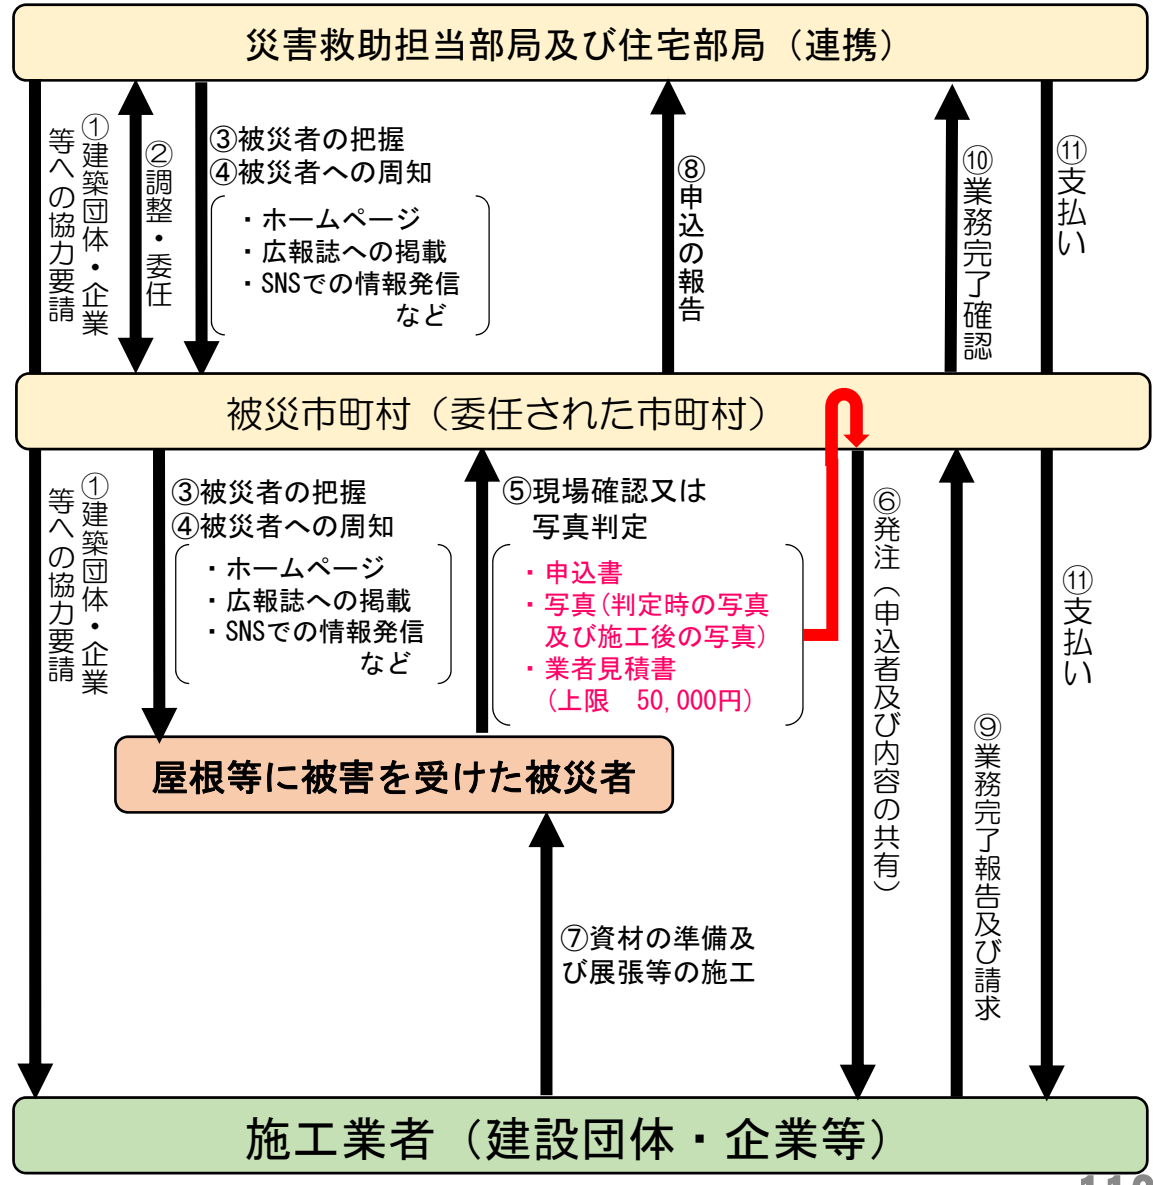 災害救助担当部局及び住宅部局（連携）
①建築団体・企業
等への協力要請
②調整・委任
③被災者の把握
④被災者への周知
・ホームページ
・広報誌への掲載
・SNSでの情報発信
など
⑧申込の報告
⑩業務完了確認
⑪支払い
被災市町村（委任された市町村）
①建築団体・企業
等への協力要請
③被災者の把握
④被災者への周知
・ホームページ
・広報誌への掲載
・SNSでの情報発信
など
⑤現場確認又は
写真判定
・申込書
・写真(判定時の写真
及び施工後の写真)
・業者見積書
(上限　50,000円)
⑥発注（申込者及び内容の共有）
⑨業務完了報告及び請求
⑪支払い
屋根等に被害を受けた被災者
⑦資材の準備及
び展張等の施工
施工業者（建設団体・企業等）